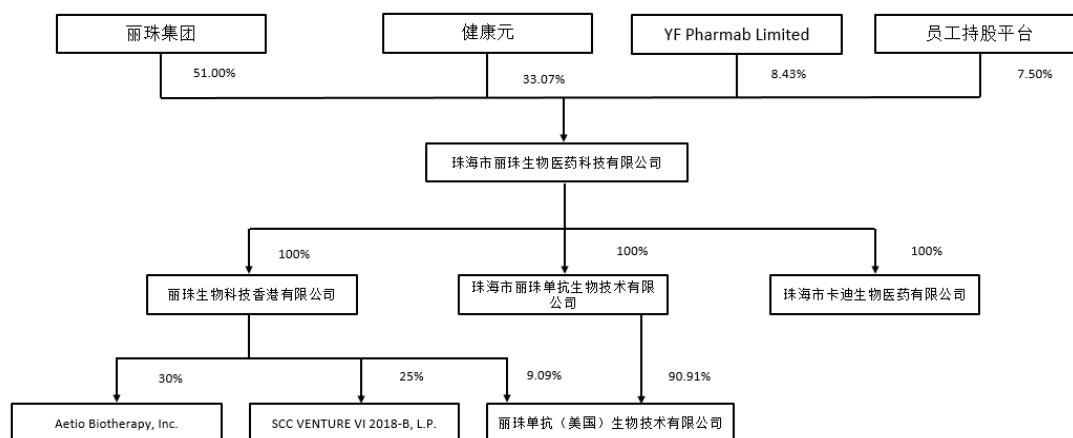 丽珠集团
健康元
YF Pharmab Limited
员工持股平台
51.00%
33.07%
8.43%
7.50%
珠海市丽珠生物医药科技有限公司
100%
100%
100%
丽珠生物科技香港有限公司
珠海市丽珠单抗生物技术有限
公司
珠海市卡迪生物医药有限公司
30%
25%
9.09%
90.91%
Aetio Biotherapy, Inc.
SCC VENTURE VI 2018-B, L.P.
丽珠单抗（美国）生物技术有限公司